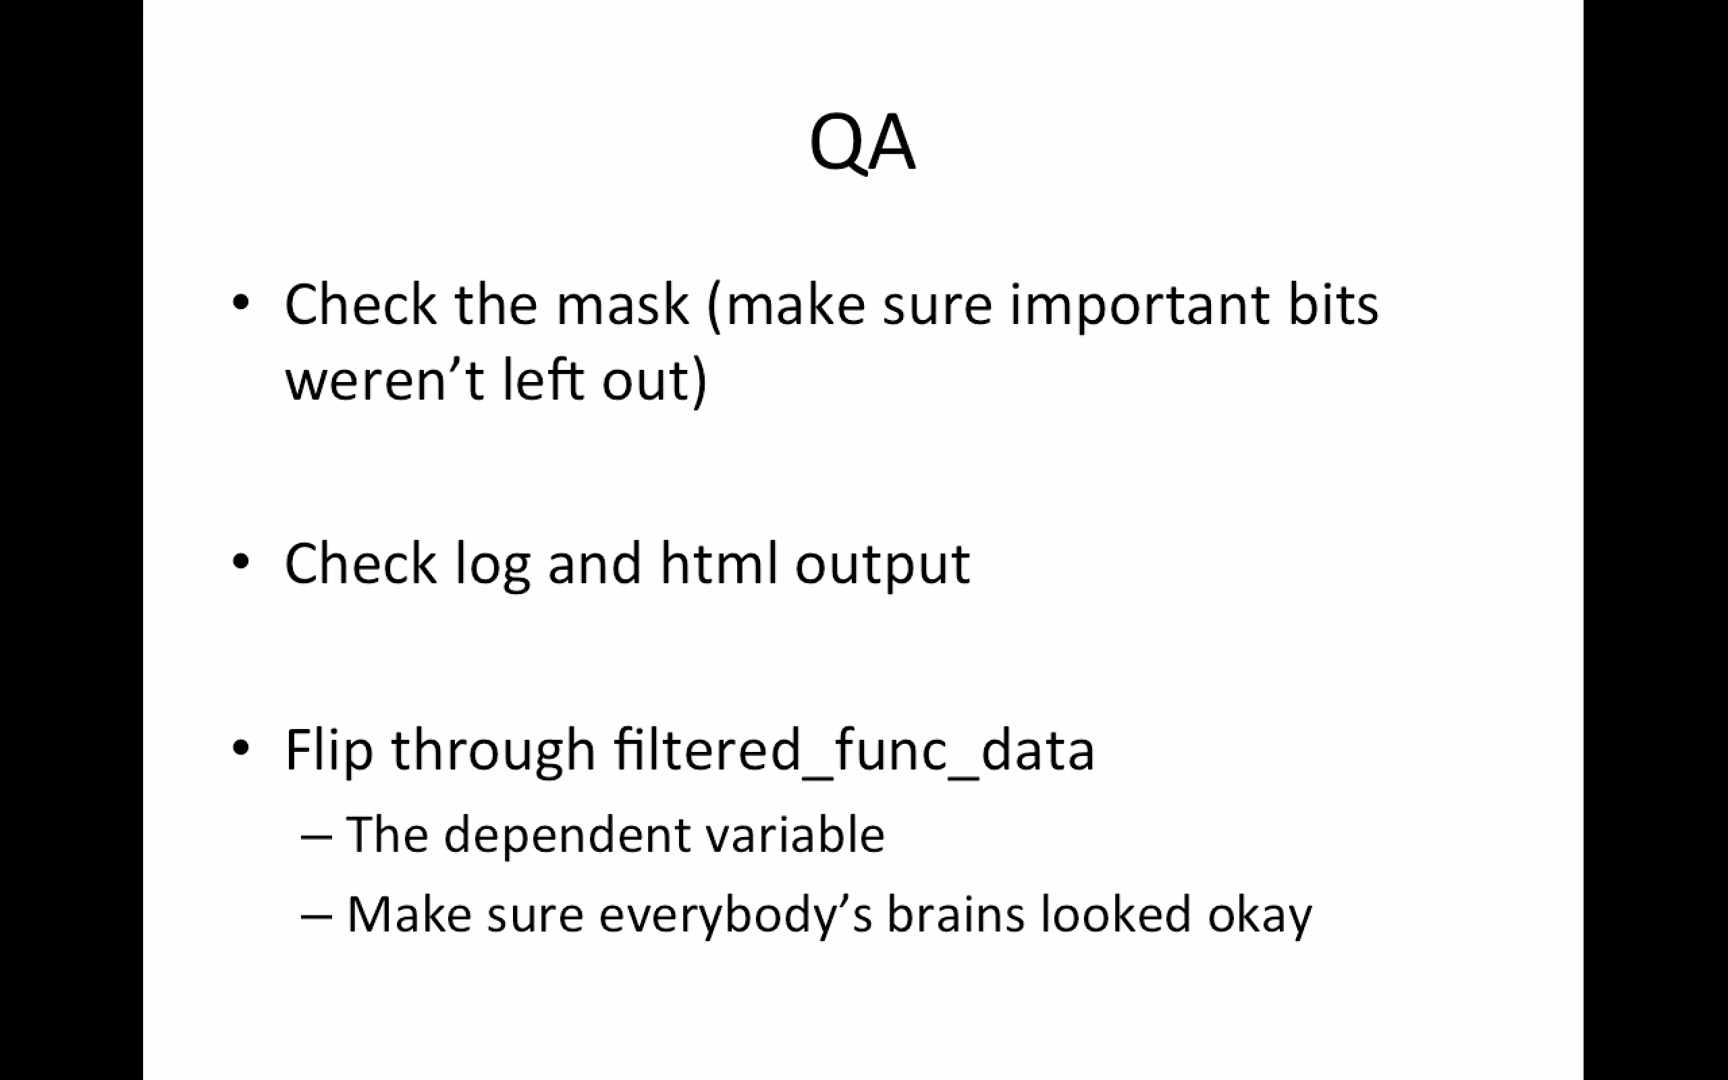 QA
• Check the mask (make sure important bits
weren’t left out)
• Check log and html output
• Flip through filtered_func_data
– The dependent variable
– Make sure everybody’s brains looked okay